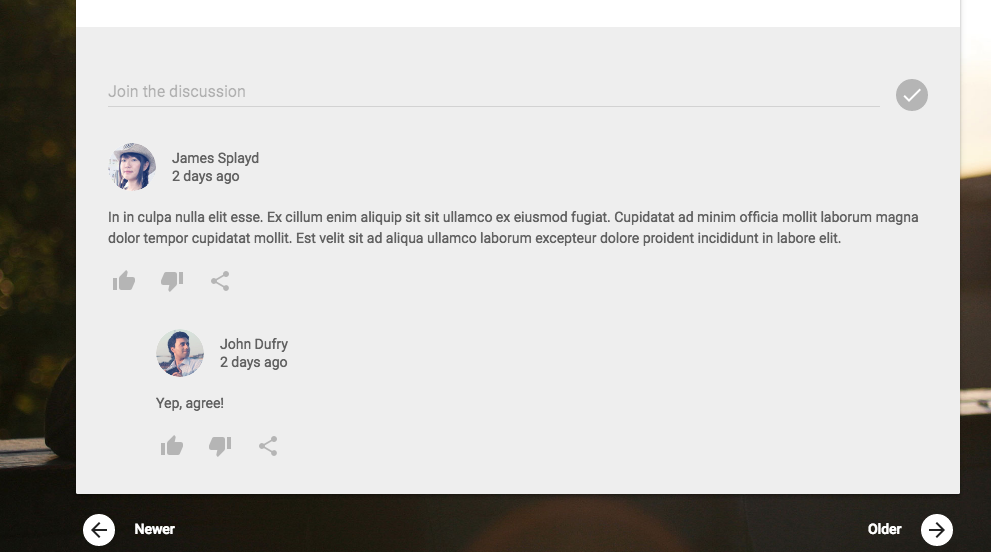 Join the discussion
James Splayd
2 days ago
In in culpa nulla elit esse. Ex cillum enim aliquip sit sit ullamco ex eiusmod fugiat. Cupidatat ad minim officia mollit laborum magna
dolor tempor cupidatat mollit. Est velit sit ad aliqua ullamco laborum excepteur dolore proident incididunt in labore elit.
John Dufry
2 days ago
Yep, agree!
Newer
Older